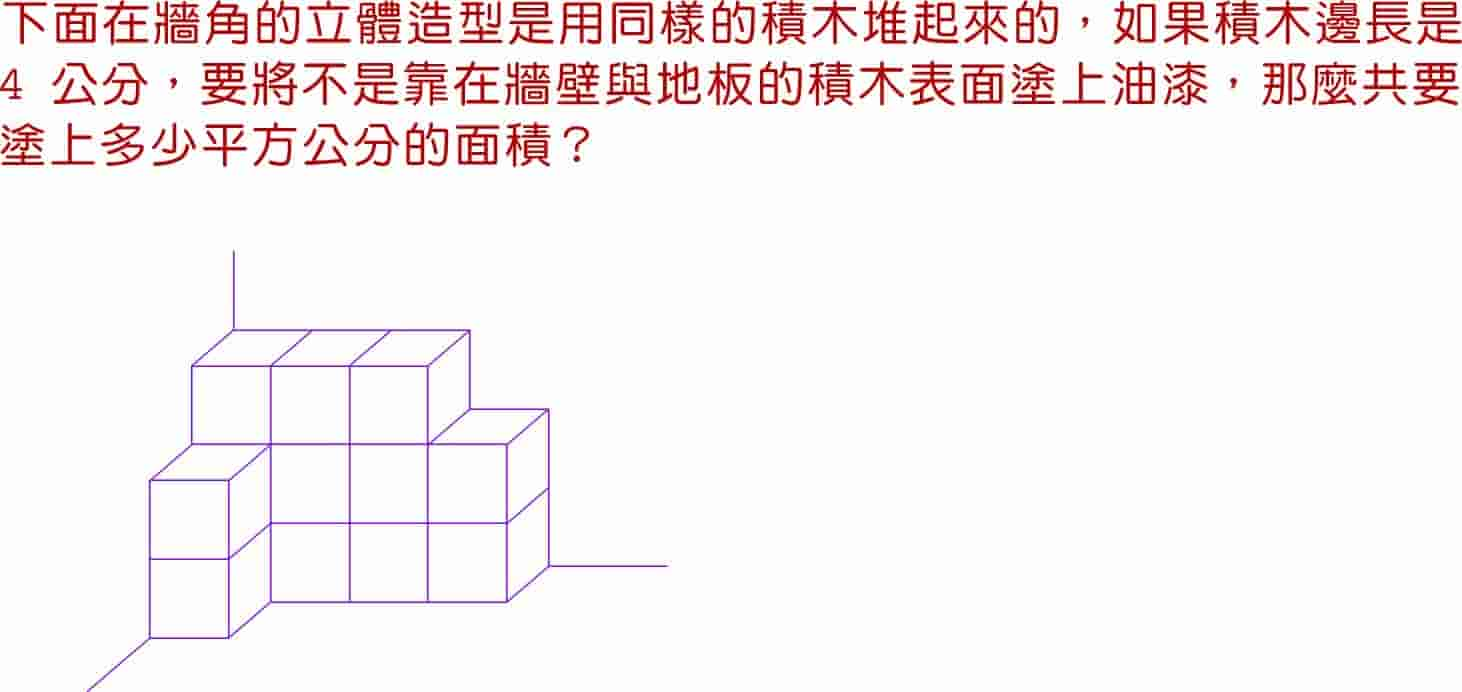 下面在牆角的立體造型是用同樣的積木堆起來的，如果積木邊長是
4 公分，要將不是靠在牆壁與地板的積木表面塗上油漆，那麼共要
塗上多少平方公分的面積？